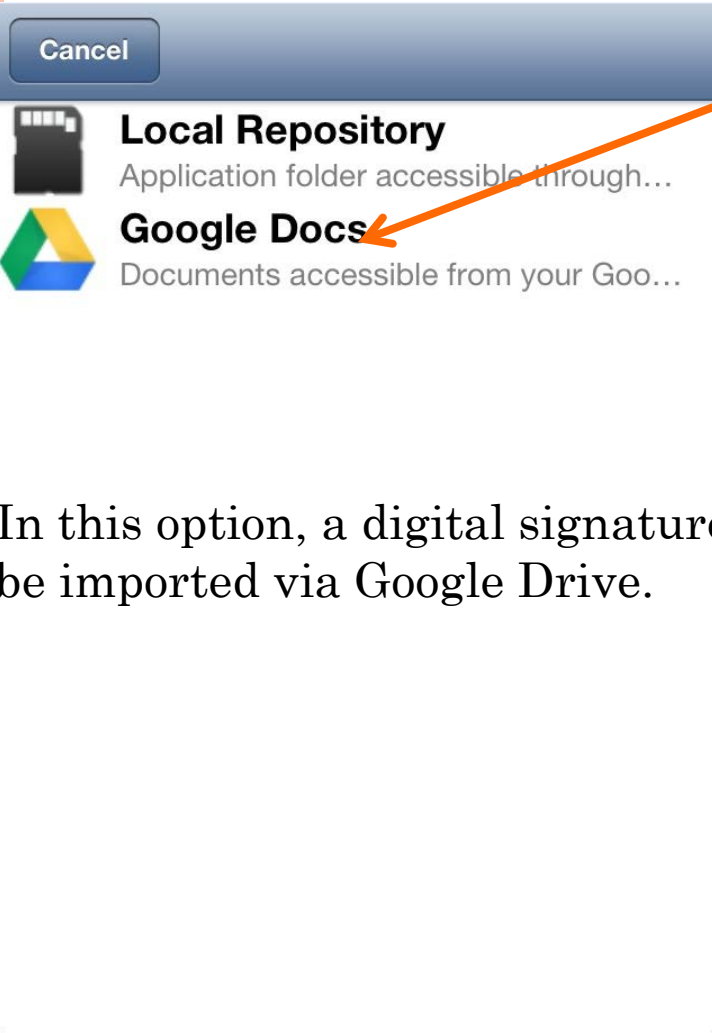 Cancel
Local Repository
Application folder accessible through…
Google Docs
Documents accessible from your Goo…
In this option, a digital signature
be imported via Google Drive.